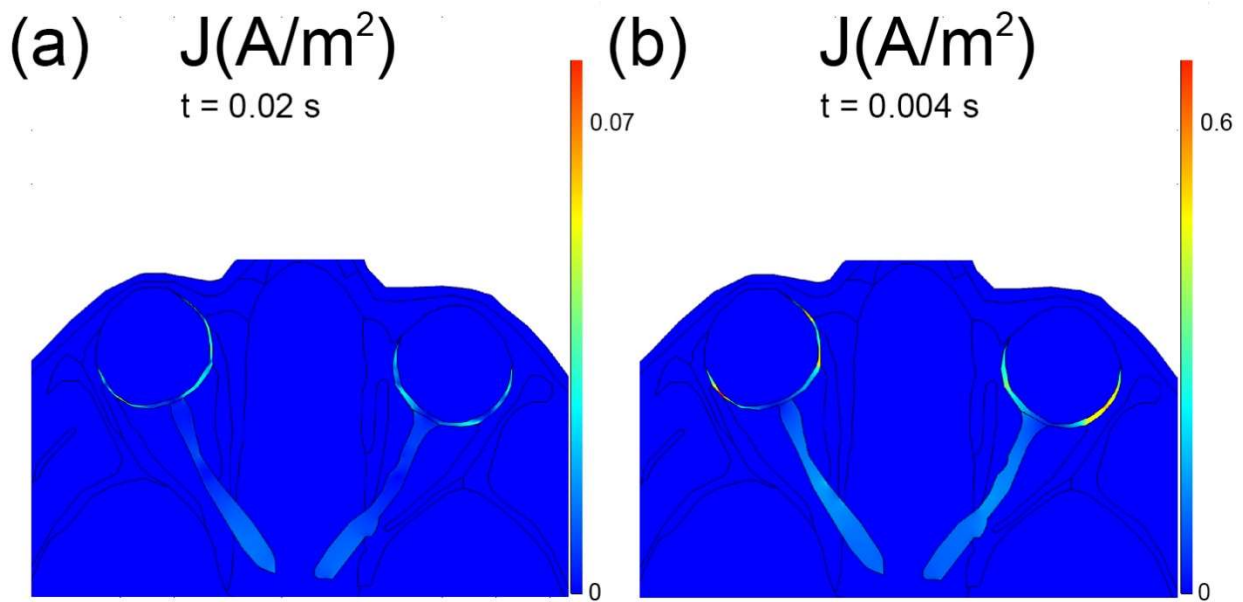 (a) J(A/m²)
t = 0.02 s
0.07
0
(b) J(A/m²)
t = 0.004 s
0.6
0